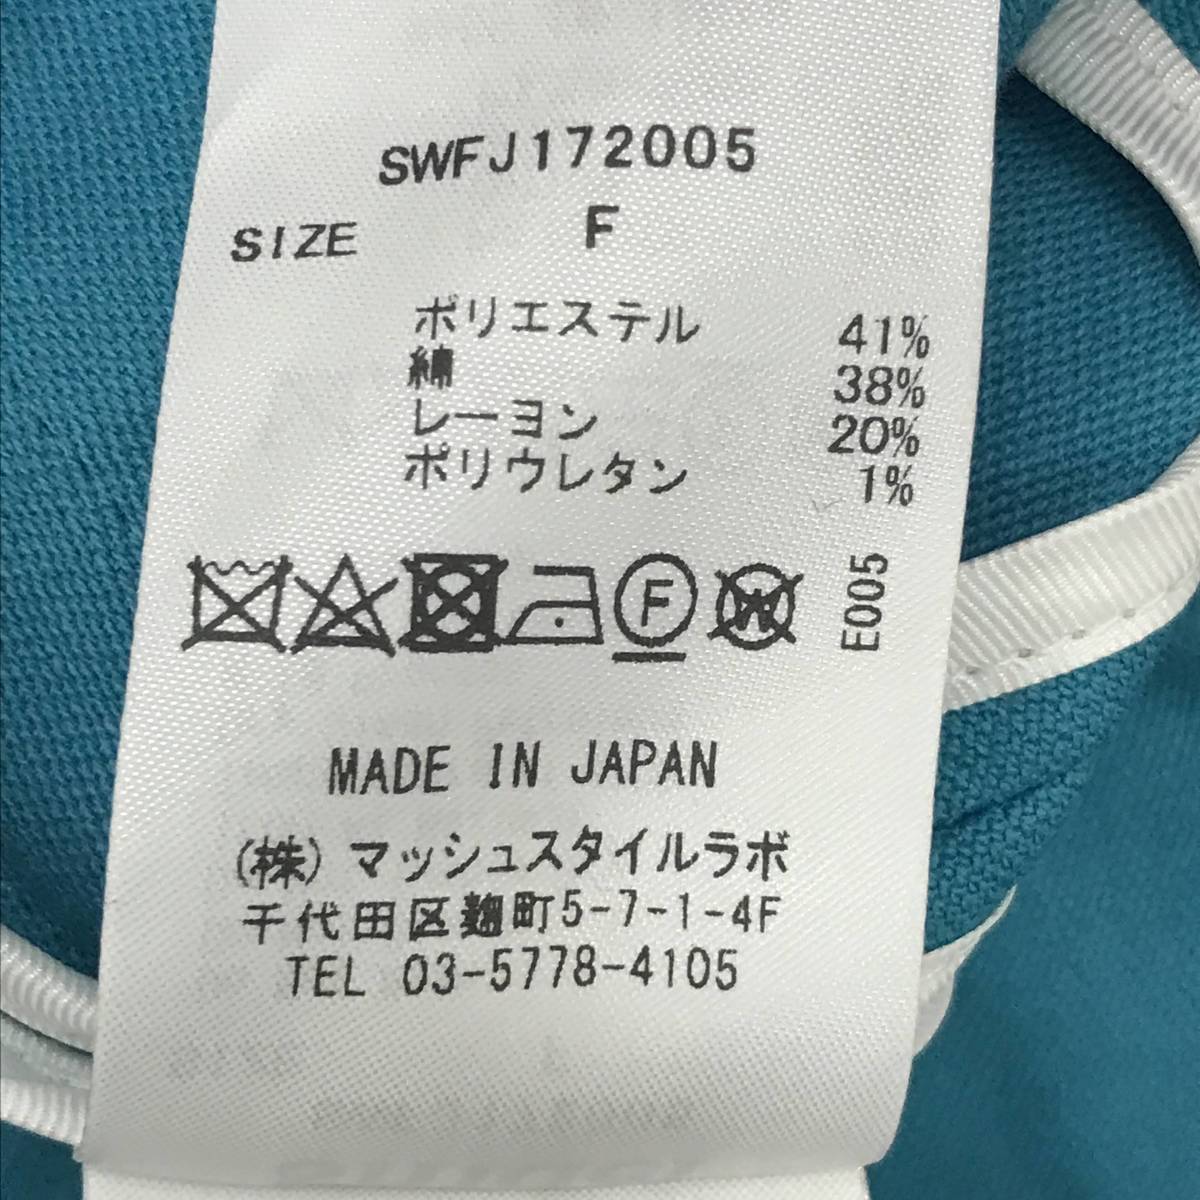 SWFJ172005
SIZE F
ポリエステル 41%
綿 38%
レーヨン 20%
ポリウレタン 1%
F W E005
MADE IN JAPAN
(株)マッシュスタイルラボ
千代田区麹町5-7-1-4F
TEL 03-5778-4105